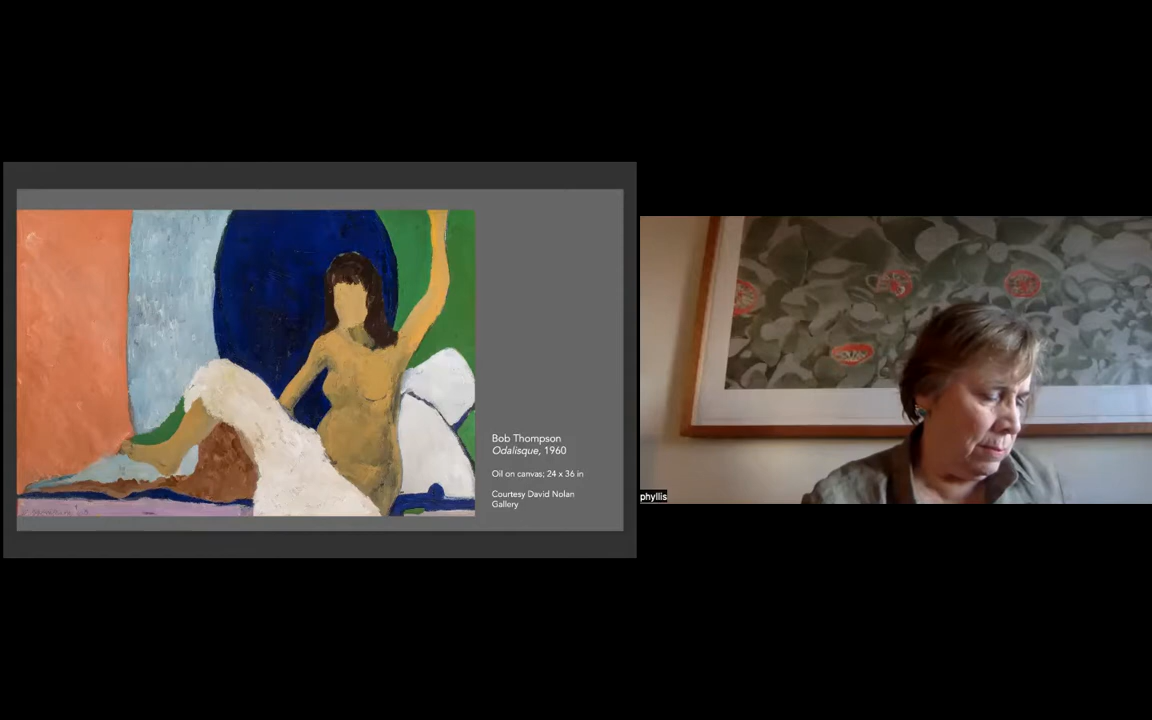 Bob Thompson
Odalisque, 1960
Oil on canvas; 24 x 36 in
Courtesy David Nolan
Gallery
phyllis